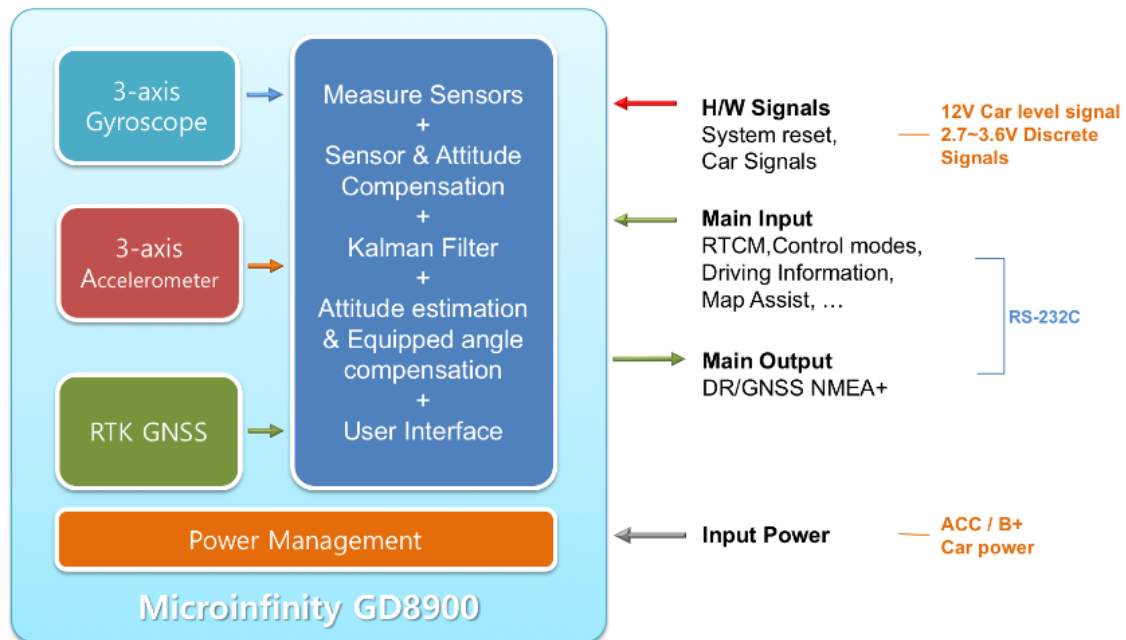 3-axis
Gyroscope
3-axis
Accelerometer
RTK GNSS
Measure Sensors
+
Sensor & Attitude
Compensation
+
Kalman Filter
+
Attitude estimation
& Equipped angle
compensation
+
User Interface
Power Management
Microinfinity GD8900
H/W Signals
System reset,
Car Signals
12V Car level signal
2.7~3.6V Discrete
Signals
Main Input
RTCM,Control modes,
Driving Information,
Map Assist, ...
RS-232C
Main Output
DR/GNSS NMEA+
Input Power
ACC / B+
Car power